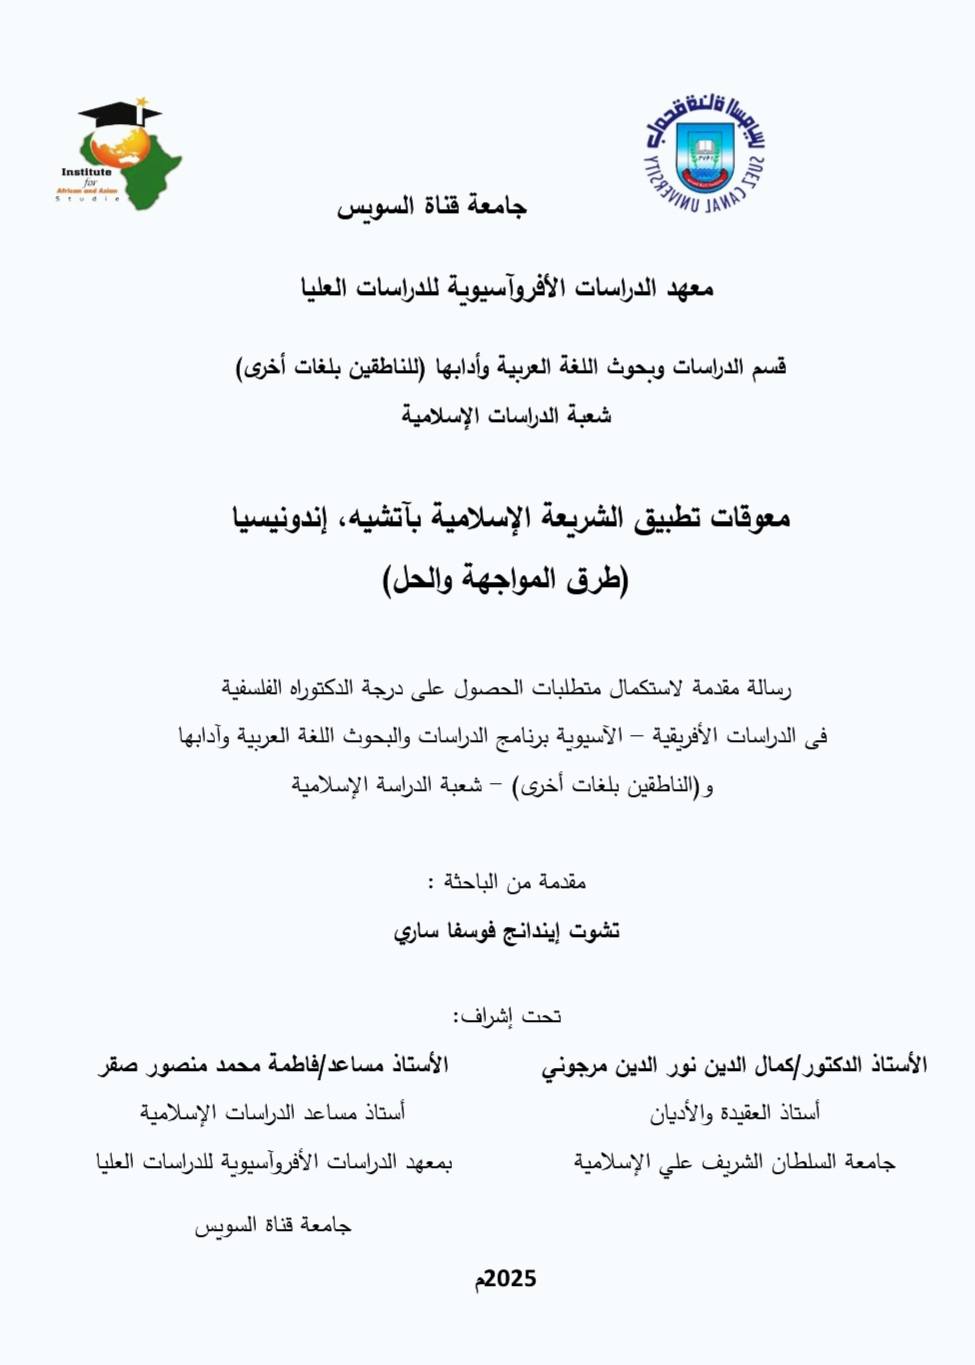 Institute
for
African and Asian
Studie
جامعة قناة السويس
SUEZ CANAL UNIVERSITY
جامعة قناة السويس
معهد الدراسات الأفروآسيوية للدراسات العليا
قسم الدراسات وبحوث اللغة العربية وأدابها (للناطقين بلغات أخرى)
شعبة الدراسات الإسلامية
معوقات تطبيق الشريعة الإسلامية بآتشيه، إندونيسيا
(طرق المواجهة والحل)
رسالة مقدمة لاستكمال متطلبات الحصول على درجة الدكتوراه الفلسفية
فى الدراسات الأفريقية – الآسيوية برنامج الدراسات والبحوث اللغة العربية وآدابها
و(الناطقين بلغات أخرى) – شعبة الدراسة الإسلامية
مقدمة من الباحثة :
تشوت إيندانج فوسفا ساري
تحت إشراف:
الأستاذ الدكتور/كمال الدين نور الدين مرجوني
أستاذ العقيدة والأديان
جامعة السلطان الشريف علي الإسلامية
الأستاذ مساعد/فاطمة محمد منصور صقر
أستاذ مساعد الدراسات الإسلامية
بمعهد الدراسات الأفروآسيوية للدراسات العليا
جامعة قناة السويس
2025م